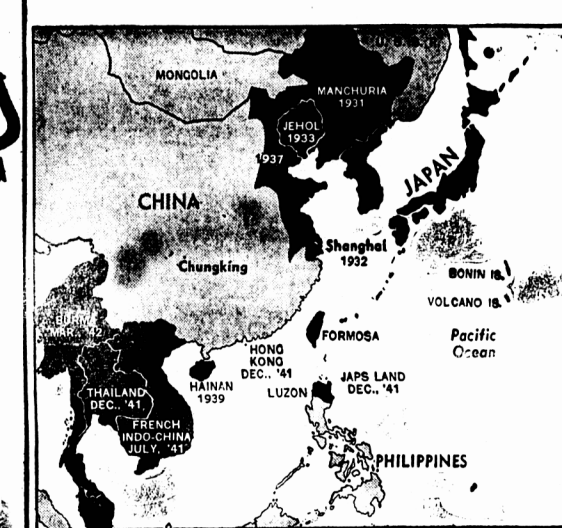 MONGOLIA
MANCHURIA
1931
JEHOL
1933
1937
CHINA
JAPAN
Shanghai
1932
Chungking
BONIN IS.
VOLCANO IS.
BURMA
MAR., '42
FORMOSA
Pacific
Ocean
HONG
KONG
DEC., '41
HAINAN
1939
LUZON
JAPS LAND
DEC., '41
THAILAND
DEC., '41
FRENCH
INDO-CHINA
JULY, '41
PHILIPPINES